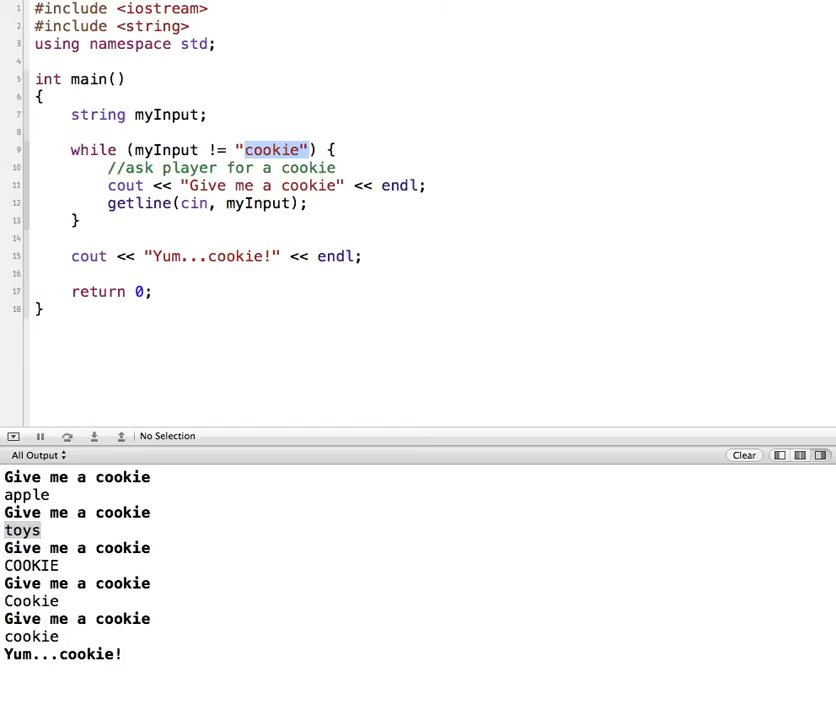 1 #include <iostream>
2 #include <string>
3 using namespace std;
4
5 int main()
6 {
7     string myInput;
8
9     while (myInput != "cookie") {
10         //ask player for a cookie
11         cout << "Give me a cookie" << endl;
12         getline(cin, myInput);
13     }
14
15     cout << "Yum...cookie!" << endl;
16
17     return 0;
18 }
No Selection
All Output Clear
Give me a cookie
apple
Give me a cookie
toys
Give me a cookie
COOKIE
Give me a cookie
Cookie
Give me a cookie
cookie
Yum...cookie!